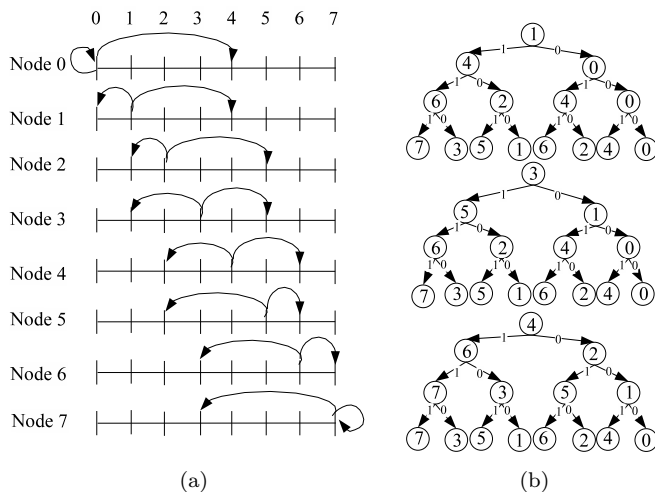 0 1 2 3 4 5 6 7
Node 0
Node 1
Node 2
Node 3
Node 4
Node 5
Node 6
Node 7
(a)
1
1 0
4 0
1 0 1 0
6 2 4 0
1 0 1 0 1 0 1 0
7 3 5 1 6 2 4 0
3
1 0
5 1
1 0 1 0
6 2 4 0
1 0 1 0 1 0 1 0
7 3 5 1 6 2 4 0
4
1 0
6 2
1 0 1 0
7 3 5 1
1 0 1 0 1 0 1 0
7 3 5 1 6 2 4 0
(b)